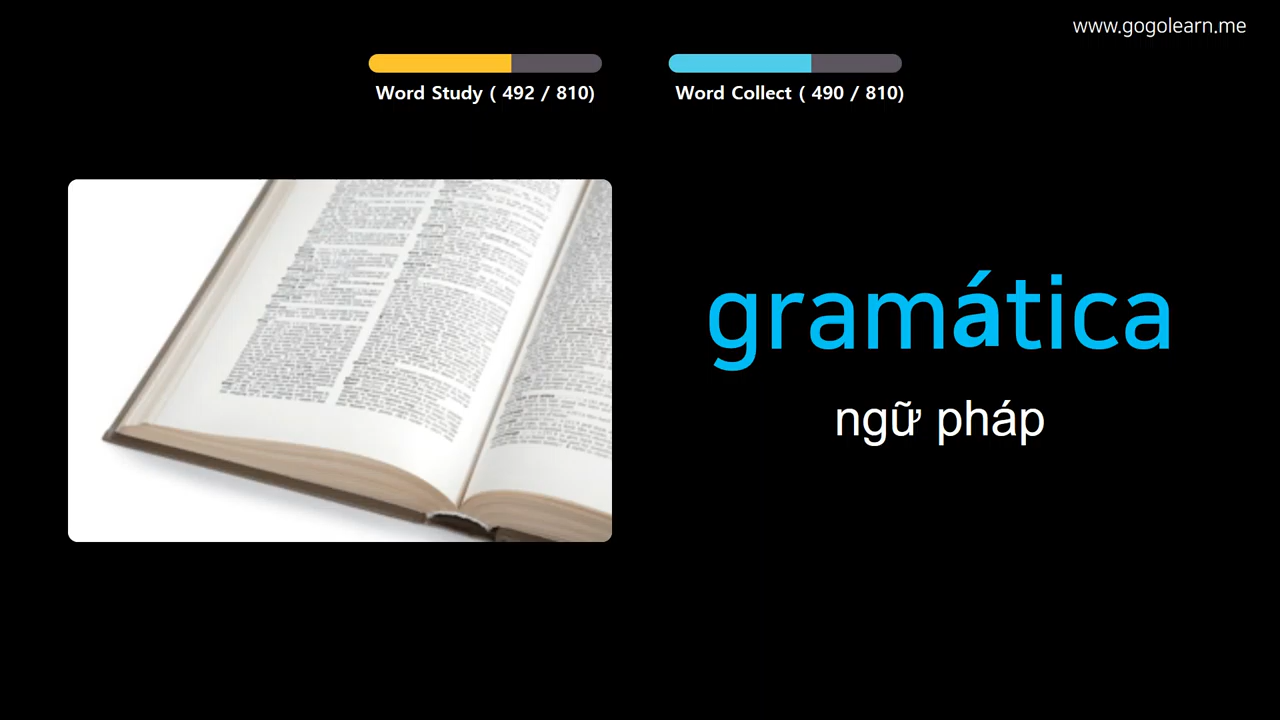 www.gogolearn.me
Word Study ( 492 / 810)
Word Collect ( 490 / 810)
gramática
ngữ pháp